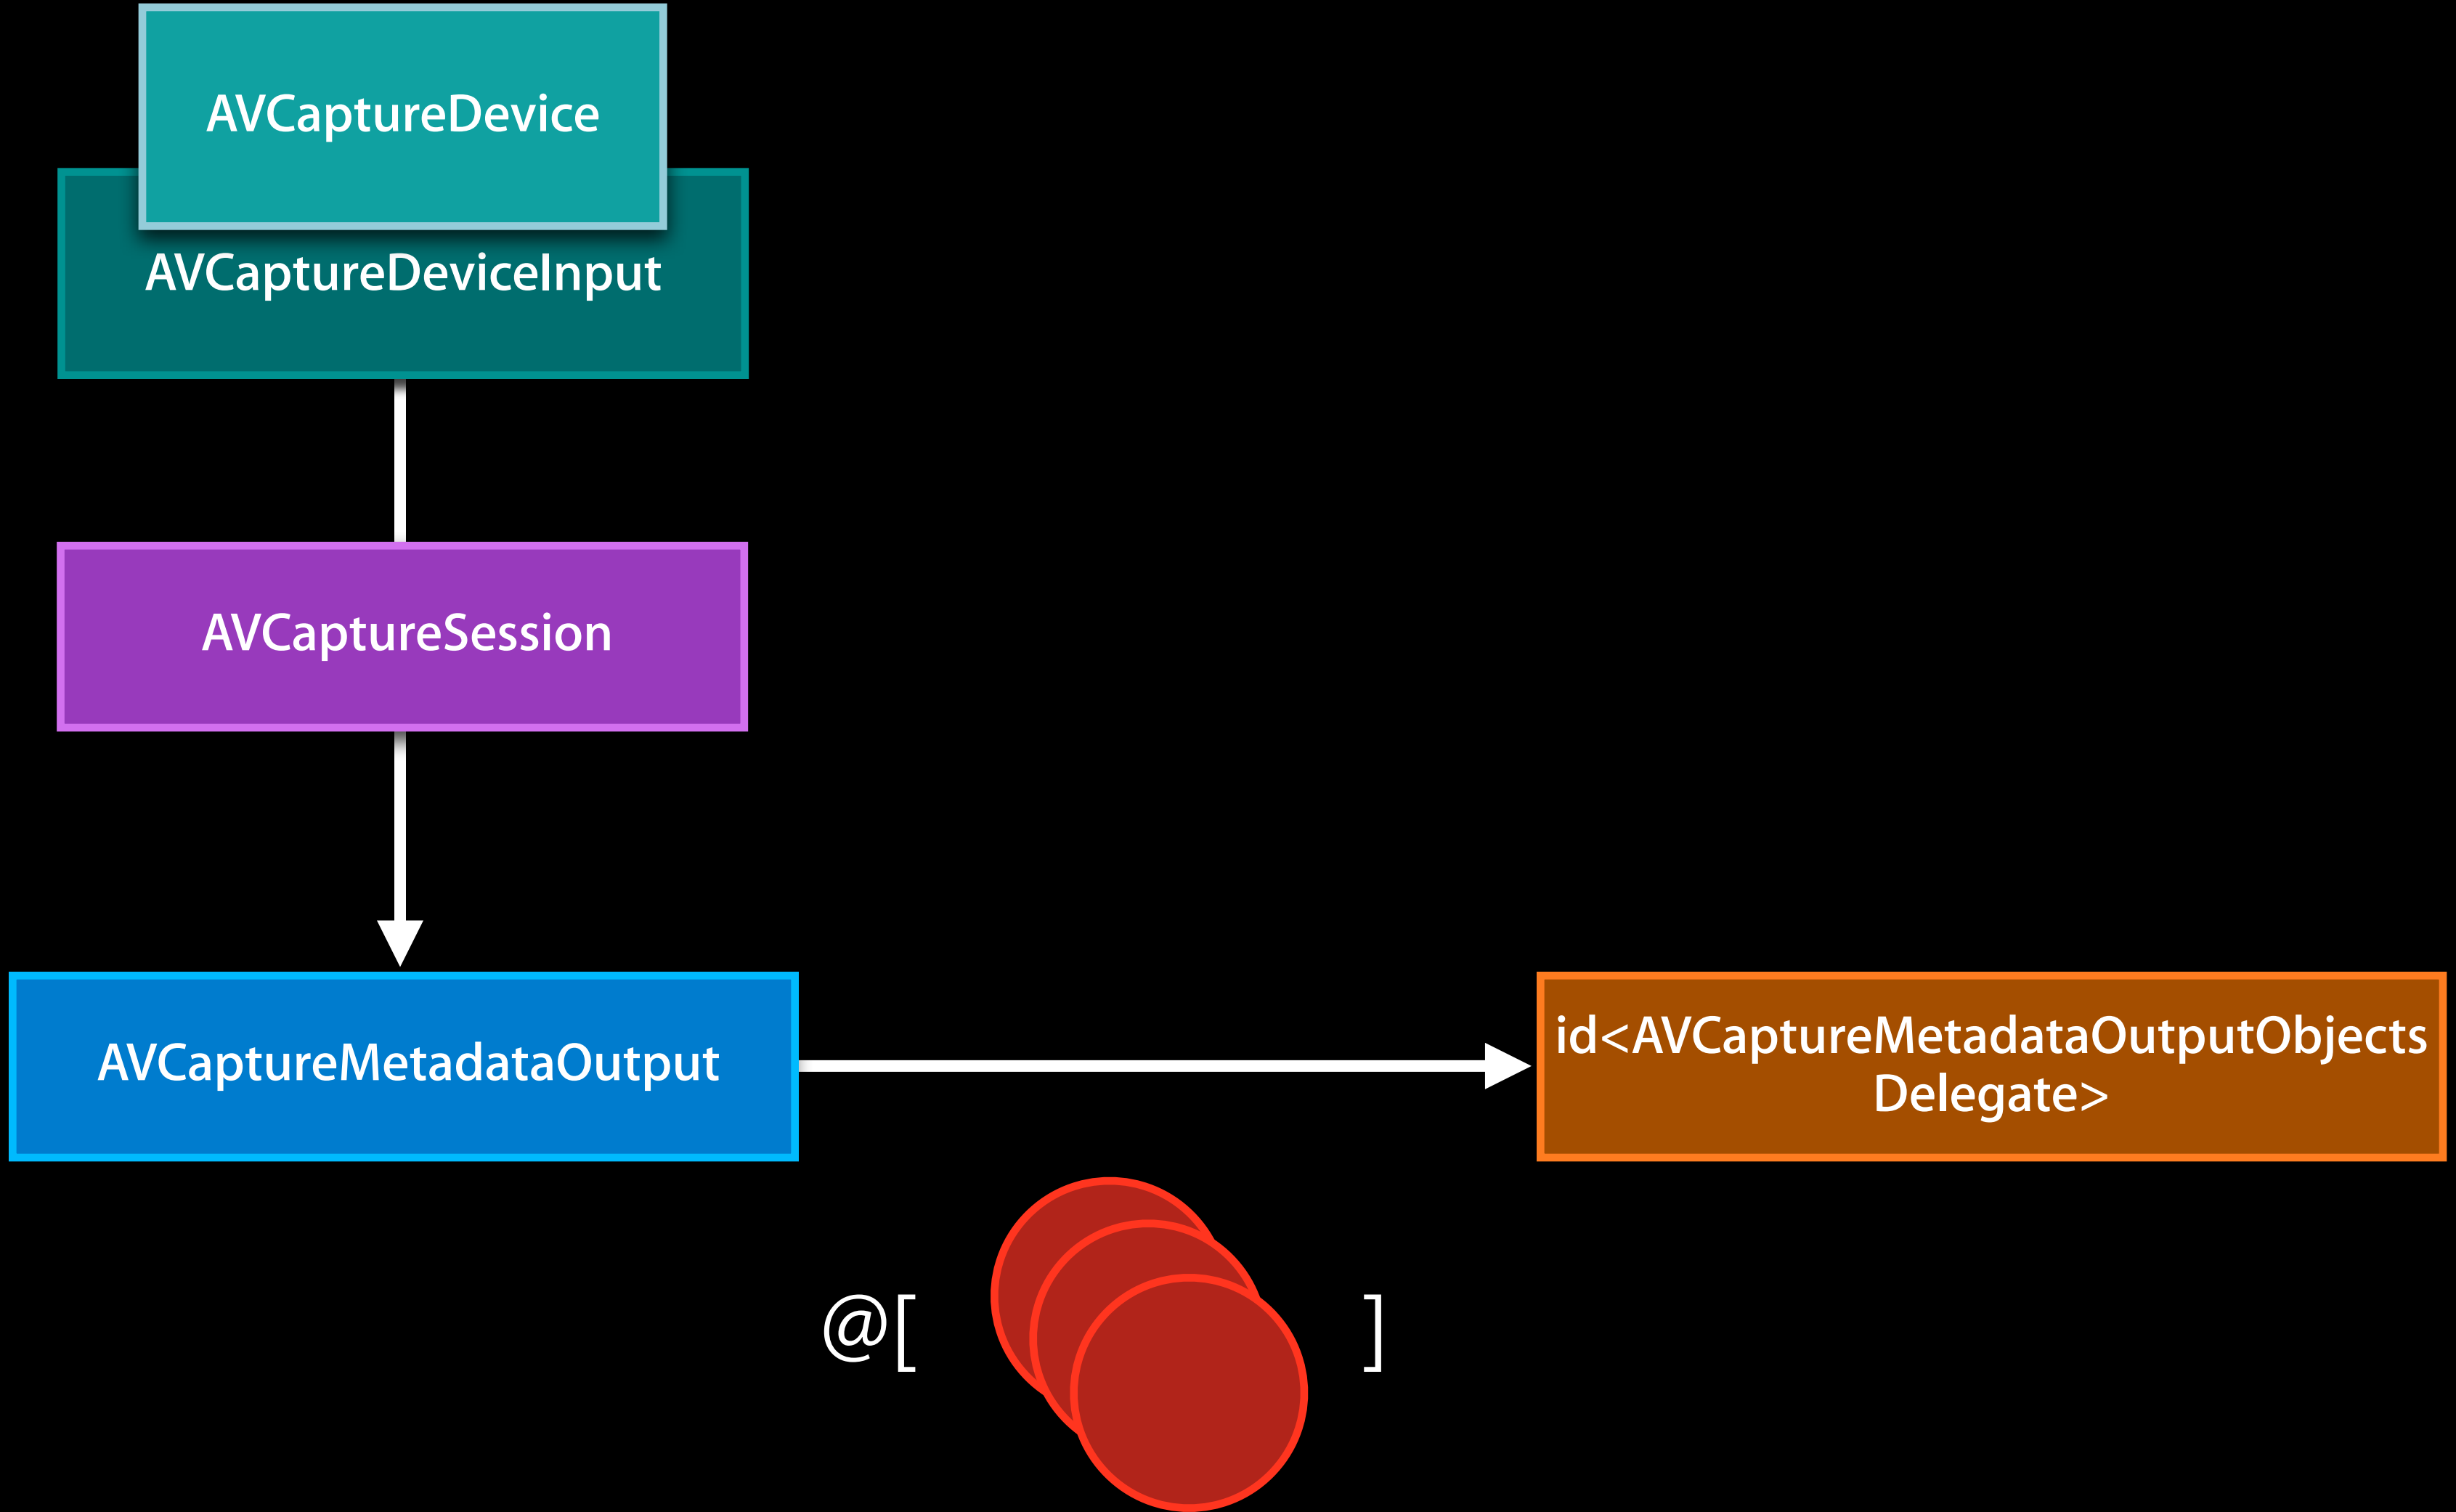 AVCaptureDevice
AVCaptureDeviceInput
AVCaptureSession
AVCaptureMetadataOutput
id<AVCaptureMetadataOutputObjects
Delegate>
@[ ]